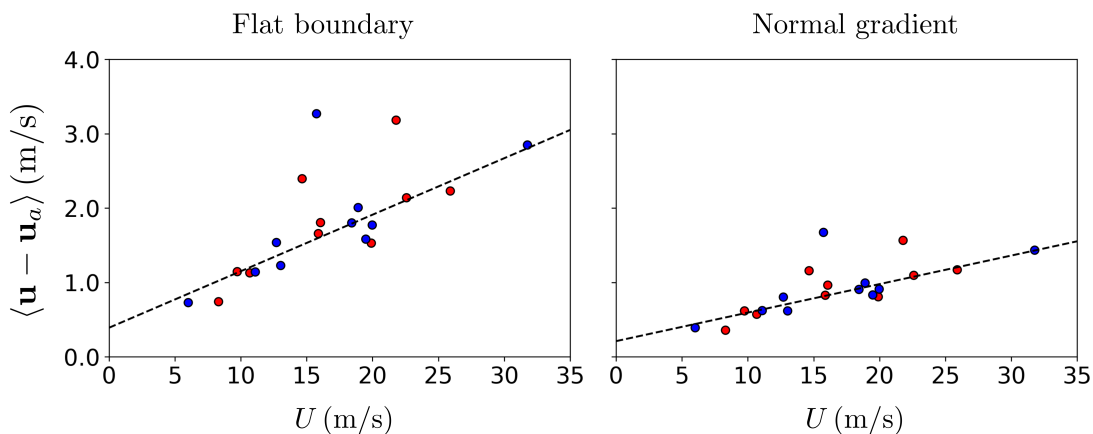 Flat boundary
Normal gradient
⟨u − uₐ⟩ (m/s)
4.0
3.0
2.0
1.0
0.0
0 5 10 15 20 25 30 35
0 5 10 15 20 25 30 35
U (m/s)
U (m/s)